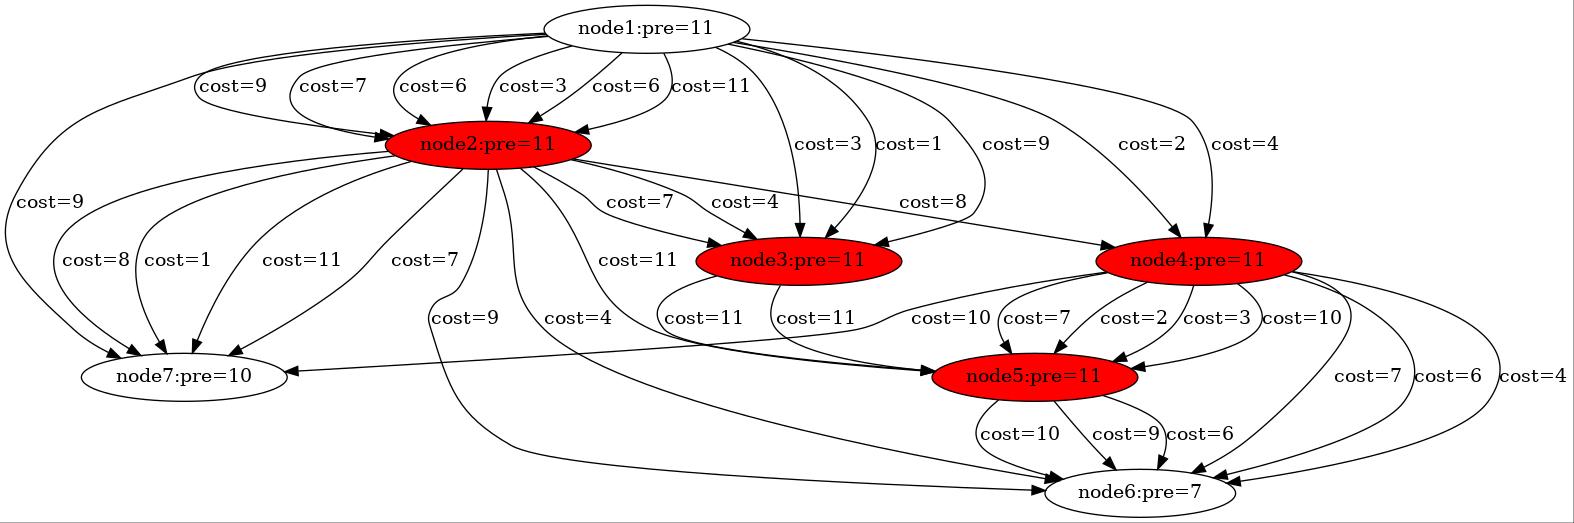 node1:pre=11
cost=9
cost=7
cost=6
cost=3
cost=6
cost=11
node2:pre=11
cost=3
cost=1
cost=9
cost=2
cost=4
cost=9
cost=7
cost=4
cost=8
cost=8
cost=1
cost=11
cost=7
cost=11
node3:pre=11
node4:pre=11
cost=9
cost=4
cost=11
cost=11
cost=10
cost=7
cost=2
cost=3
cost=10
node7:pre=10
node5:pre=11
cost=7
cost=6
cost=4
cost=10
cost=9
cost=6
node6:pre=7